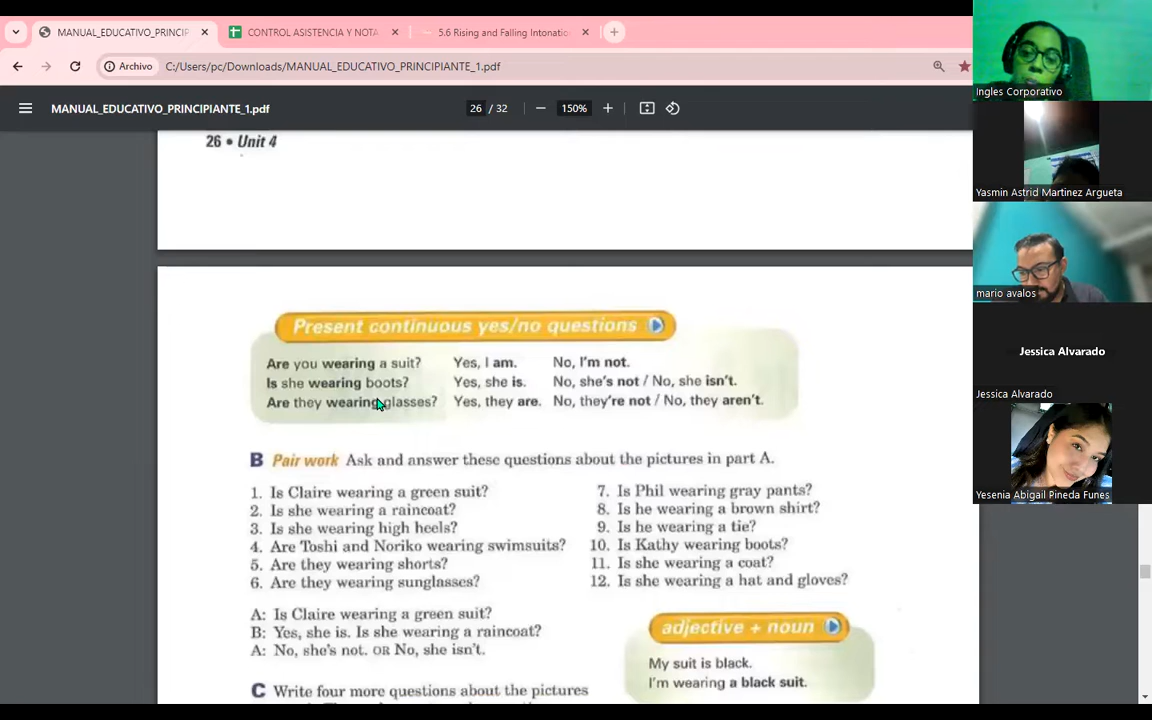 MANUAL_EDUCATIVO_PRINCIP
CONTROL ASISTENCIA Y NOTA
5.6 Rising and Falling Intonatio
Archivo
C:/Users/pc/Downloads/MANUAL_EDUCATIVO_PRINCIPIANTE_1.pdf
MANUAL_EDUCATIVO_PRINCIPIANTE_1.pdf
26 / 32
150%
26 • Unit 4
Present continuous yes/no questions
Are you wearing a suit? Yes, I am. No, I'm not.
Is she wearing boots? Yes, she is. No, she's not / No, she isn't.
Are they wearing glasses? Yes, they are. No, they're not / No, they aren't.
B Pair work Ask and answer these questions about the pictures in part A.
1. Is Claire wearing a green suit?
2. Is she wearing a raincoat?
3. Is she wearing high heels?
4. Are Toshi and Noriko wearing swimsuits?
5. Are they wearing shorts?
6. Are they wearing sunglasses?
7. Is Phil wearing gray pants?
8. Is he wearing a brown shirt?
9. Is he wearing a tie?
10. Is Kathy wearing boots?
11. Is she wearing a coat?
12. Is she wearing a hat and gloves?
A: Is Claire wearing a green suit?
B: Yes, she is. Is she wearing a raincoat?
A: No, she's not. OR No, she isn't.
adjective + noun
My suit is black.
I'm wearing a black suit.
C Write four more questions about the pictures
Ingles Corporativo
Yasmin Astrid Martinez Argueta
mario avalos
Jessica Alvarado
Jessica Alvarado
Yesenia Abigail Pineda Funes